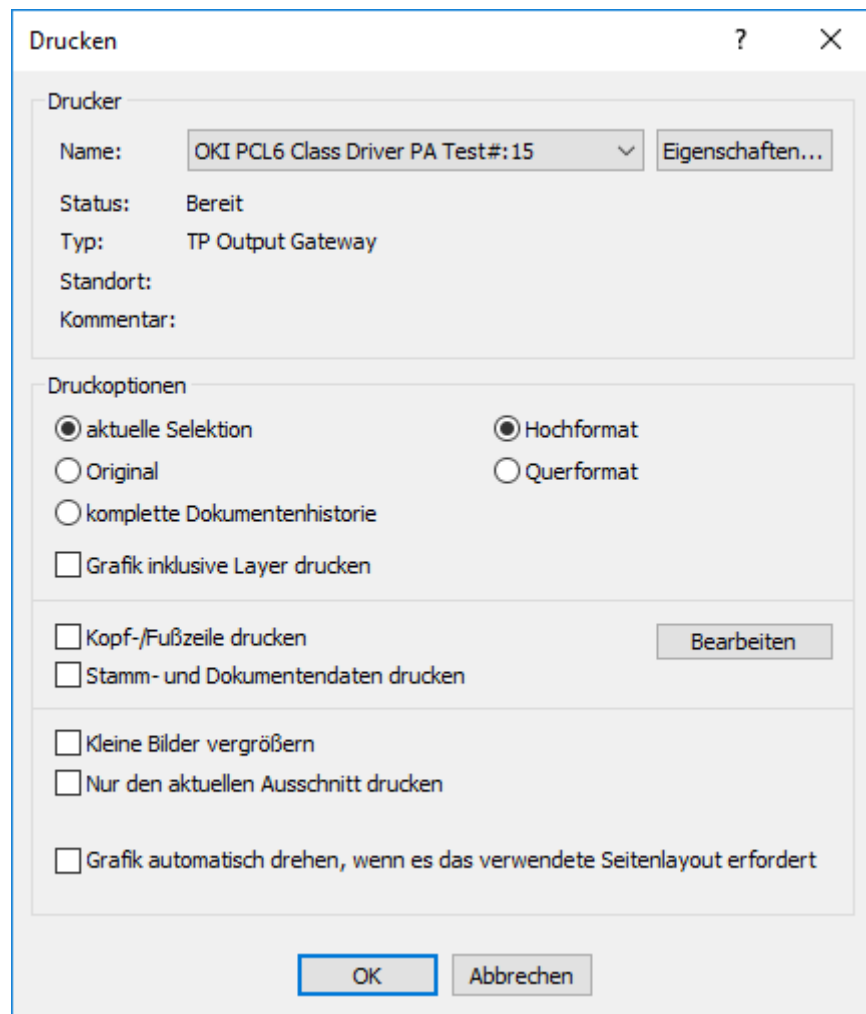 Drucken
Drucker
Name: OKI PCL6 Class Driver PA Test#:15 Eigenschaften...
Status: Bereit
Typ: TP Output Gateway
Standort:
Kommentar:
Druckoptionen
aktuelle Selektion Hochformat
Original Querformat
komplette Dokumentenhistorie
Grafik inklusive Layer drucken
Kopf-/Fußzeile drucken Bearbeiten
Stamm- und Dokumentendaten drucken
Kleine Bilder vergrößern
Nur den aktuellen Ausschnitt drucken
Grafik automatisch drehen, wenn es das verwendete Seitenlayout erfordert
OK Abbrechen